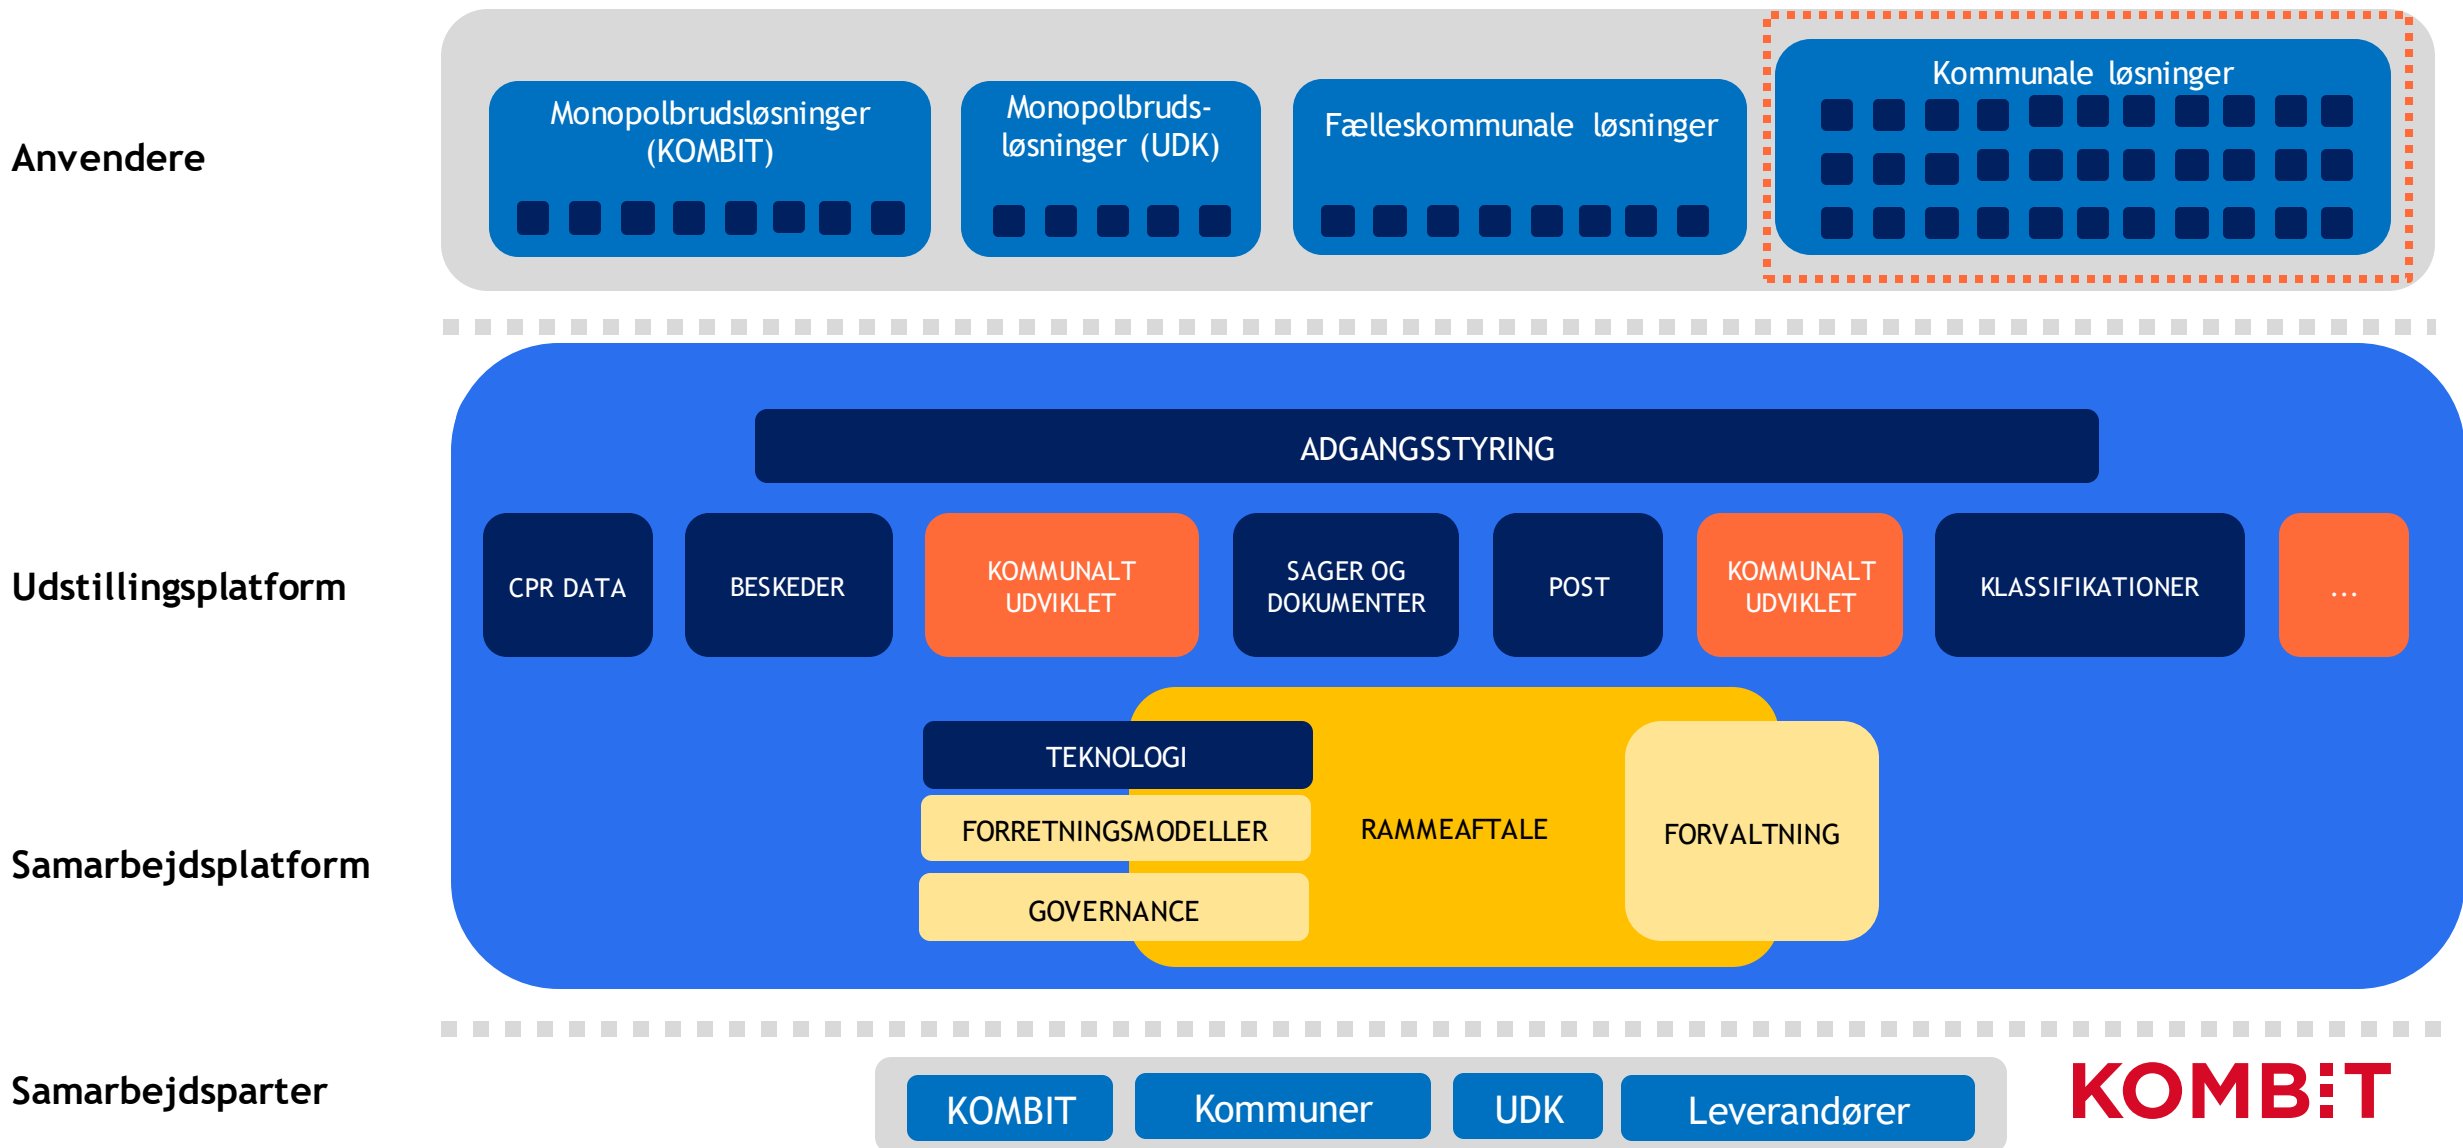 Anvendere
Monopolbrudsløsninger
(KOMBIT)
Monopolbruds-
løsninger (UDK)
Fælleskommunale løsninger
Kommunale løsninger
Udstillingsplatform
ADGANGSSTYRING
CPR DATA
BESKEDER
KOMMUNALT
UDVIKLET
SAGER OG
DOKUMENTER
POST
KOMMUNALT
UDVIKLET
KLASSIFIKATIONER
...
Samarbejdsplatform
TEKNOLOGI
FORRETNINGSMODELLER
GOVERNANCE
RAMMEAFTALE
FORVALTNING
Samarbejdsparter
KOMBIT
Kommuner
UDK
Leverandører
KOMBIT